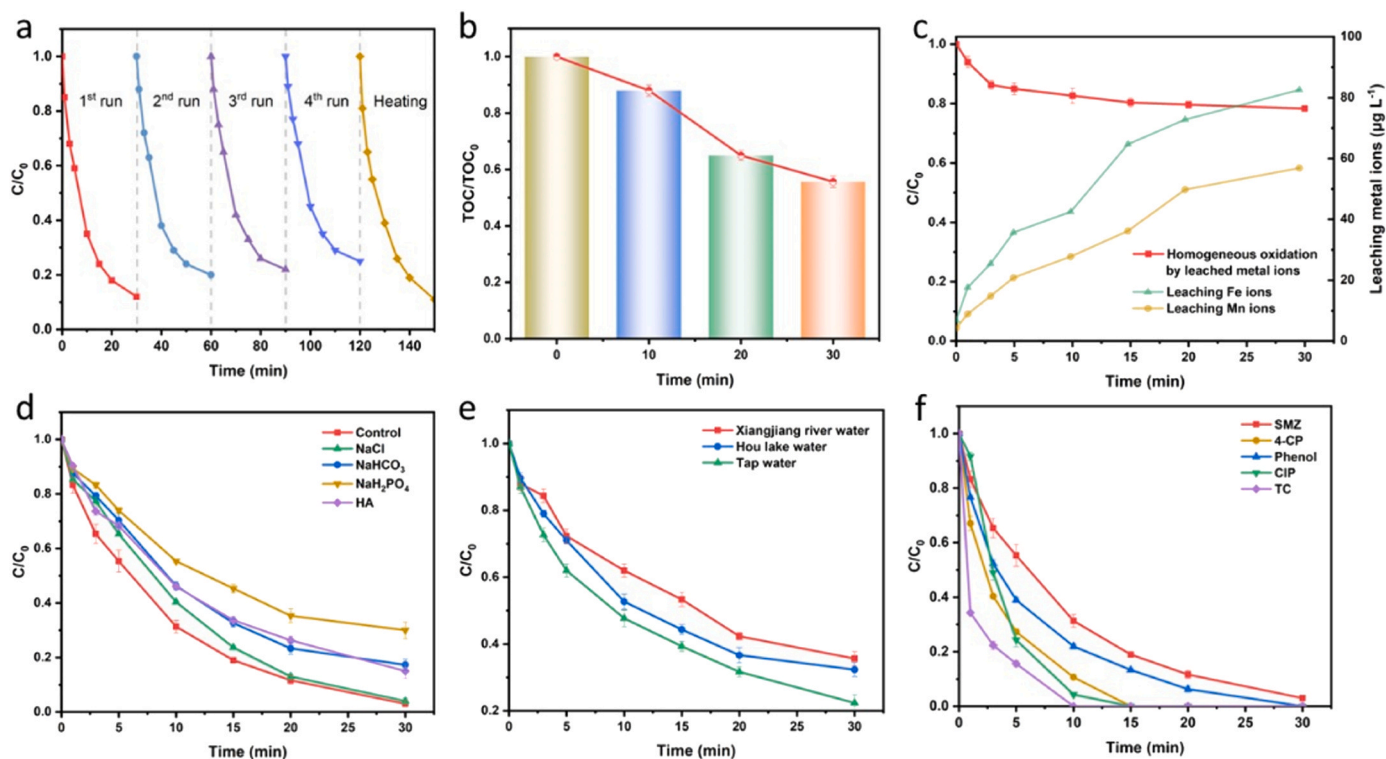 a
C/C₀
1.0
0.8
0.6
0.4
0.2
0.0
1ˢᵗ run
2ⁿᵈ run
3ʳᵈ run
4ᵗʰ run
Heating
0 20 40 60 80 100 120 140
Time (min)
b
TOC/TOC₀
1.0
0.8
0.6
0.4
0.2
0.0
0 10 20 30
Time (min)
c
C/C₀
1.0
0.8
0.6
0.4
0.2
0.0
Homogeneous oxidation
by leached metal ions
Leaching Fe ions
Leaching Mn ions
0 5 10 15 20 25 30
Time (min)
100
80
60
40
20
0
Leaching metal ions (μg L⁻¹)
d
C/C₀
1.0
0.8
0.6
0.4
0.2
0.0
Control
NaCl
NaHCO₃
NaH₂PO₄
HA
0 5 10 15 20 25 30
Time (min)
e
C/C₀
1.0
0.8
0.6
0.4
0.2
Xiangjiang river water
Hou lake water
Tap water
0 5 10 15 20 25 30
Time (min)
f
C/C₀
1.0
0.8
0.6
0.4
0.2
0.0
SMZ
4-CP
Phenol
CIP
TC
0 5 10 15 20 25 30
Time (min)